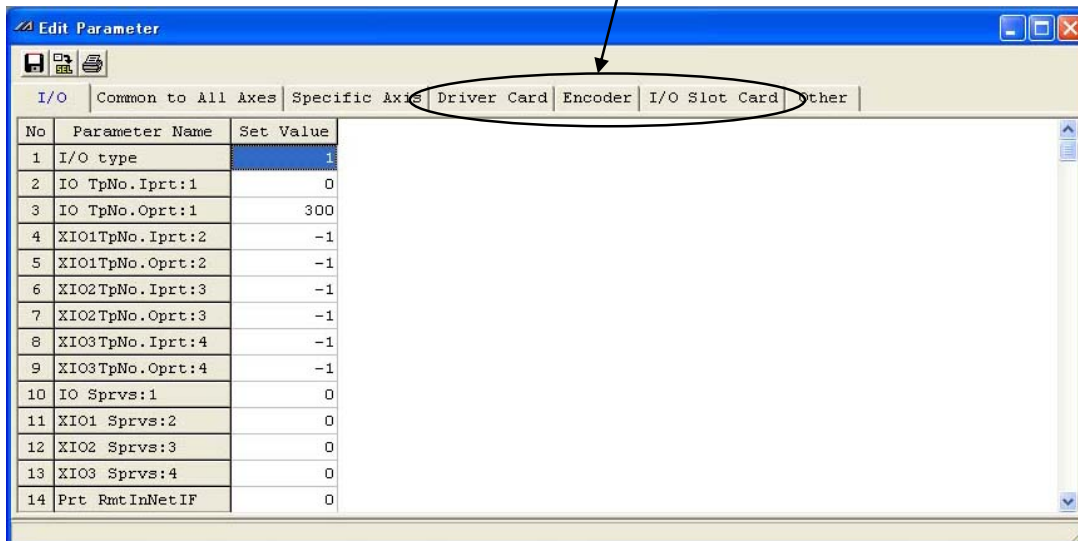 Edit Parameter
SEL
I/O Common to All Axes Specific Axis Driver Card Encoder I/O Slot Card Other
No Parameter Name Set Value
1 I/O type 1
2 IO TpNo.Iprt:1 0
3 IO TpNo.Oprt:1 300
4 XIO1TpNo.Iprt:2 -1
5 XIO1TpNo.Oprt:2 -1
6 XIO2TpNo.Iprt:3 -1
7 XIO2TpNo.Oprt:3 -1
8 XIO3TpNo.Iprt:4 -1
9 XIO3TpNo.Oprt:4 -1
10 IO Sprvs:1 0
11 XIO1 Sprvs:2 0
12 XIO2 Sprvs:3 0
13 XIO3 Sprvs:4 0
14 Prt RmtInNetIF 0